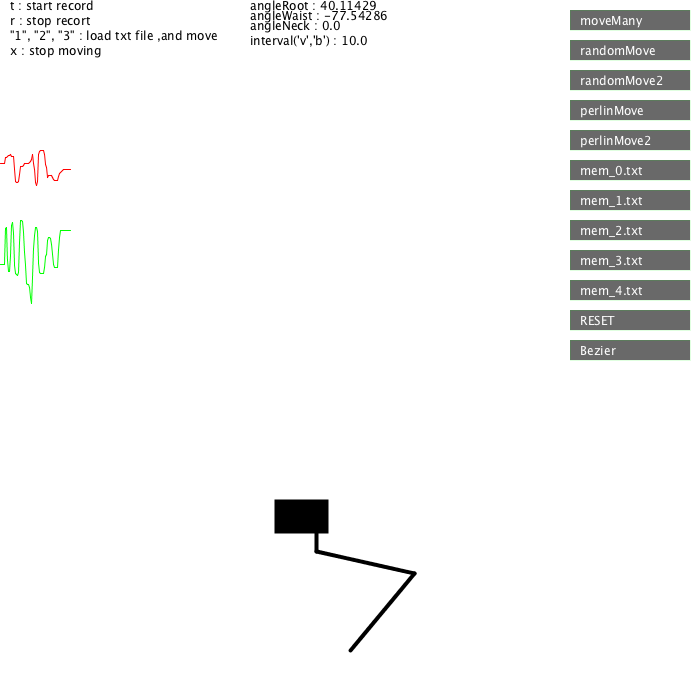 t : start record
r : stop recort
"1", "2", "3" : load txt file ,and move
x : stop moving
angleRoot : 40.11429
angleWaist : -77.54286
angleNeck : 0.0
interval('v','b') : 10.0
moveMany
randomMove
randomMove2
perlinMove
perlinMove2
mem_0.txt
mem_1.txt
mem_2.txt
mem_3.txt
mem_4.txt
RESET
Bezier